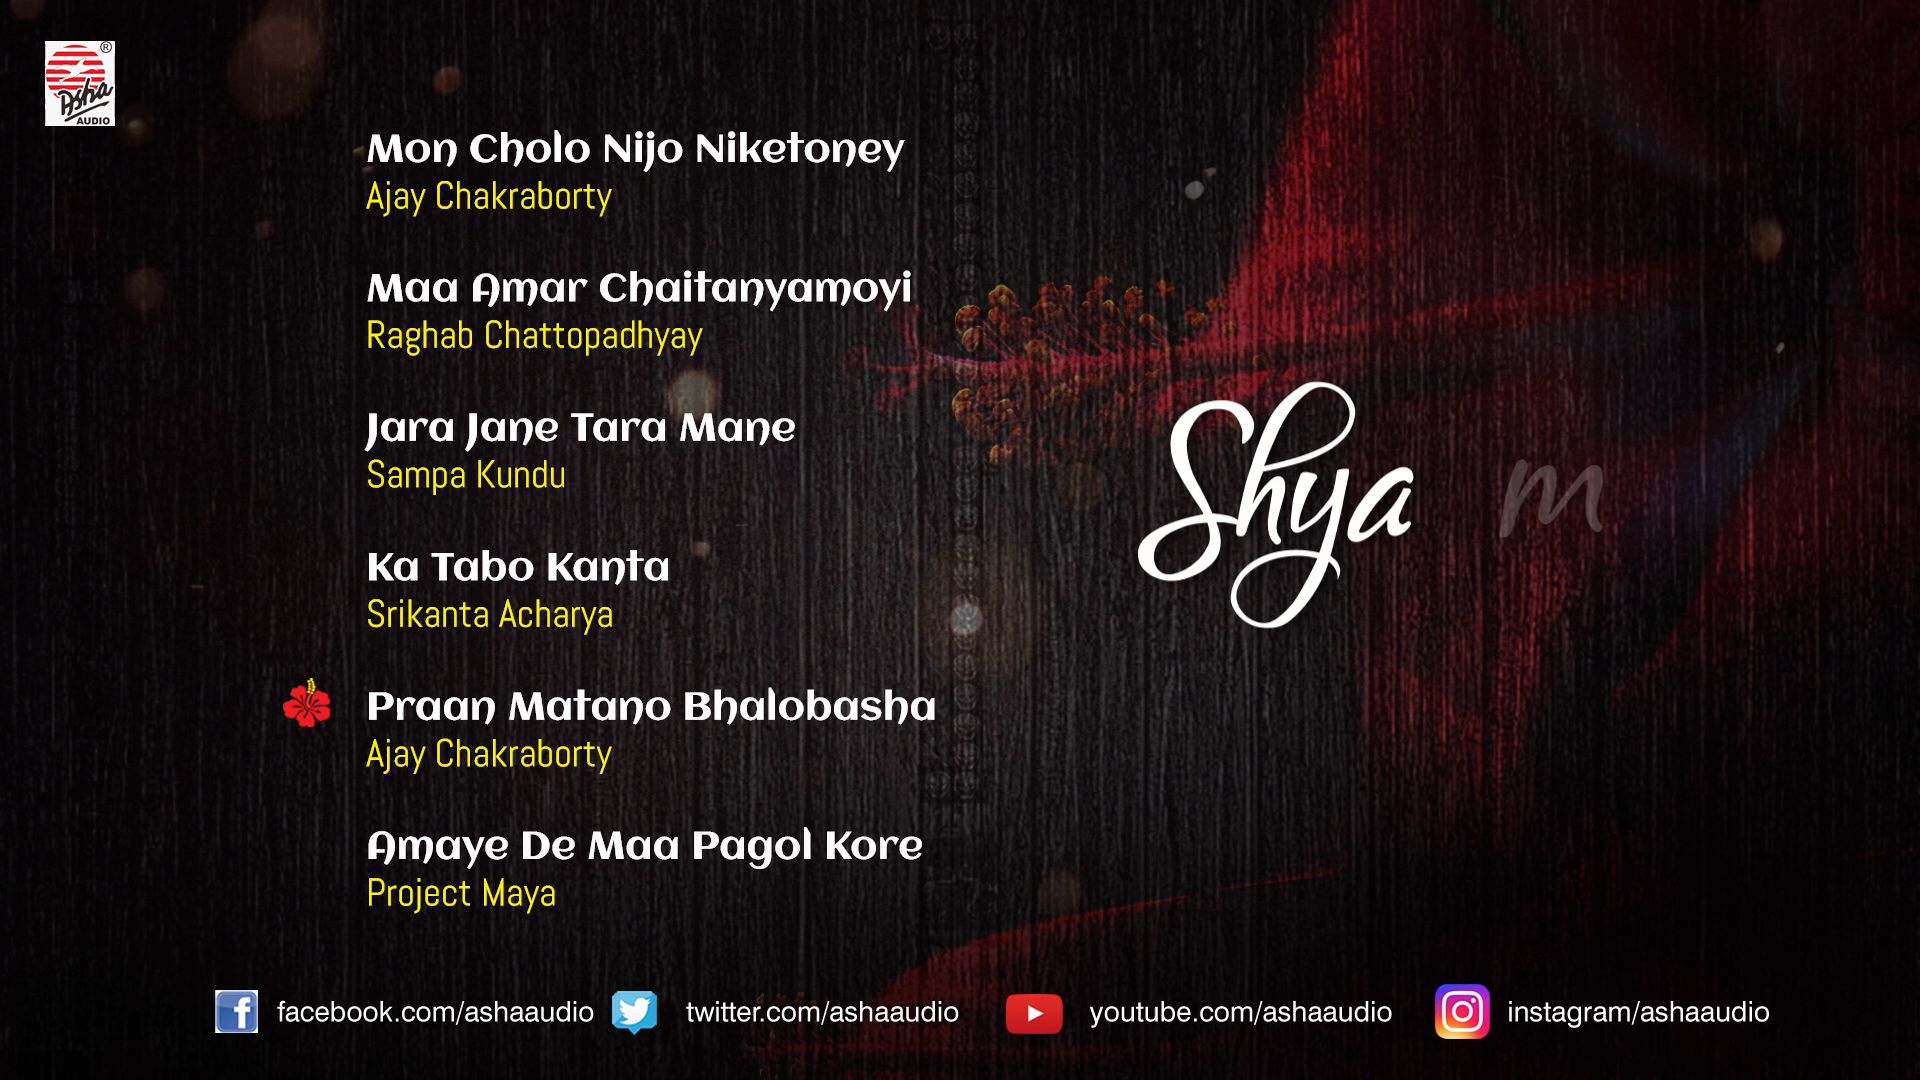 Asha
AUDIO
®
Mon Cholo Nijo Niketoney
Ajay Chakraborty
Maa Amar Chaitanyamoyi
Raghab Chattopadhyay
Jara Jane Tara Mane
Sampa Kundu
Ka Tabo Kanta
Srikanta Acharya
Praan Matano Bhalobasha
Ajay Chakraborty
Amaye De Maa Pagol Kore
Project Maya
Shya m
facebook.com/ashaaudio
twitter.com/ashaaudio
youtube.com/ashaaudio
instagram/ashaaudio